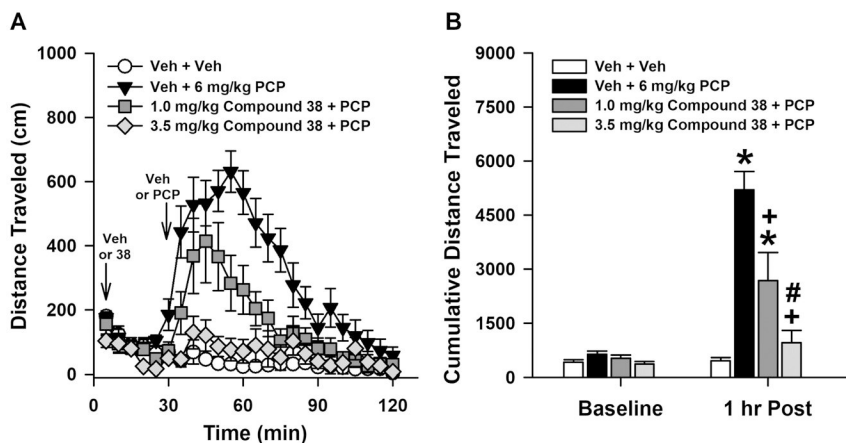 A
Veh + Veh
Veh + 6 mg/kg PCP
1.0 mg/kg Compound 38 + PCP
3.5 mg/kg Compound 38 + PCP
Distance Traveled (cm)
1000
800
600
400
200
0
Veh
or PCP
Veh
or 38
0
30
60
90
120
Time (min)
B
Veh + Veh
Veh + 6 mg/kg PCP
1.0 mg/kg Compound 38 + PCP
3.5 mg/kg Compound 38 + PCP
Cumulative Distance Traveled
9000
7500
6000
4500
3000
1500
0
*
+
*
#
+
Baseline
1 hr Post